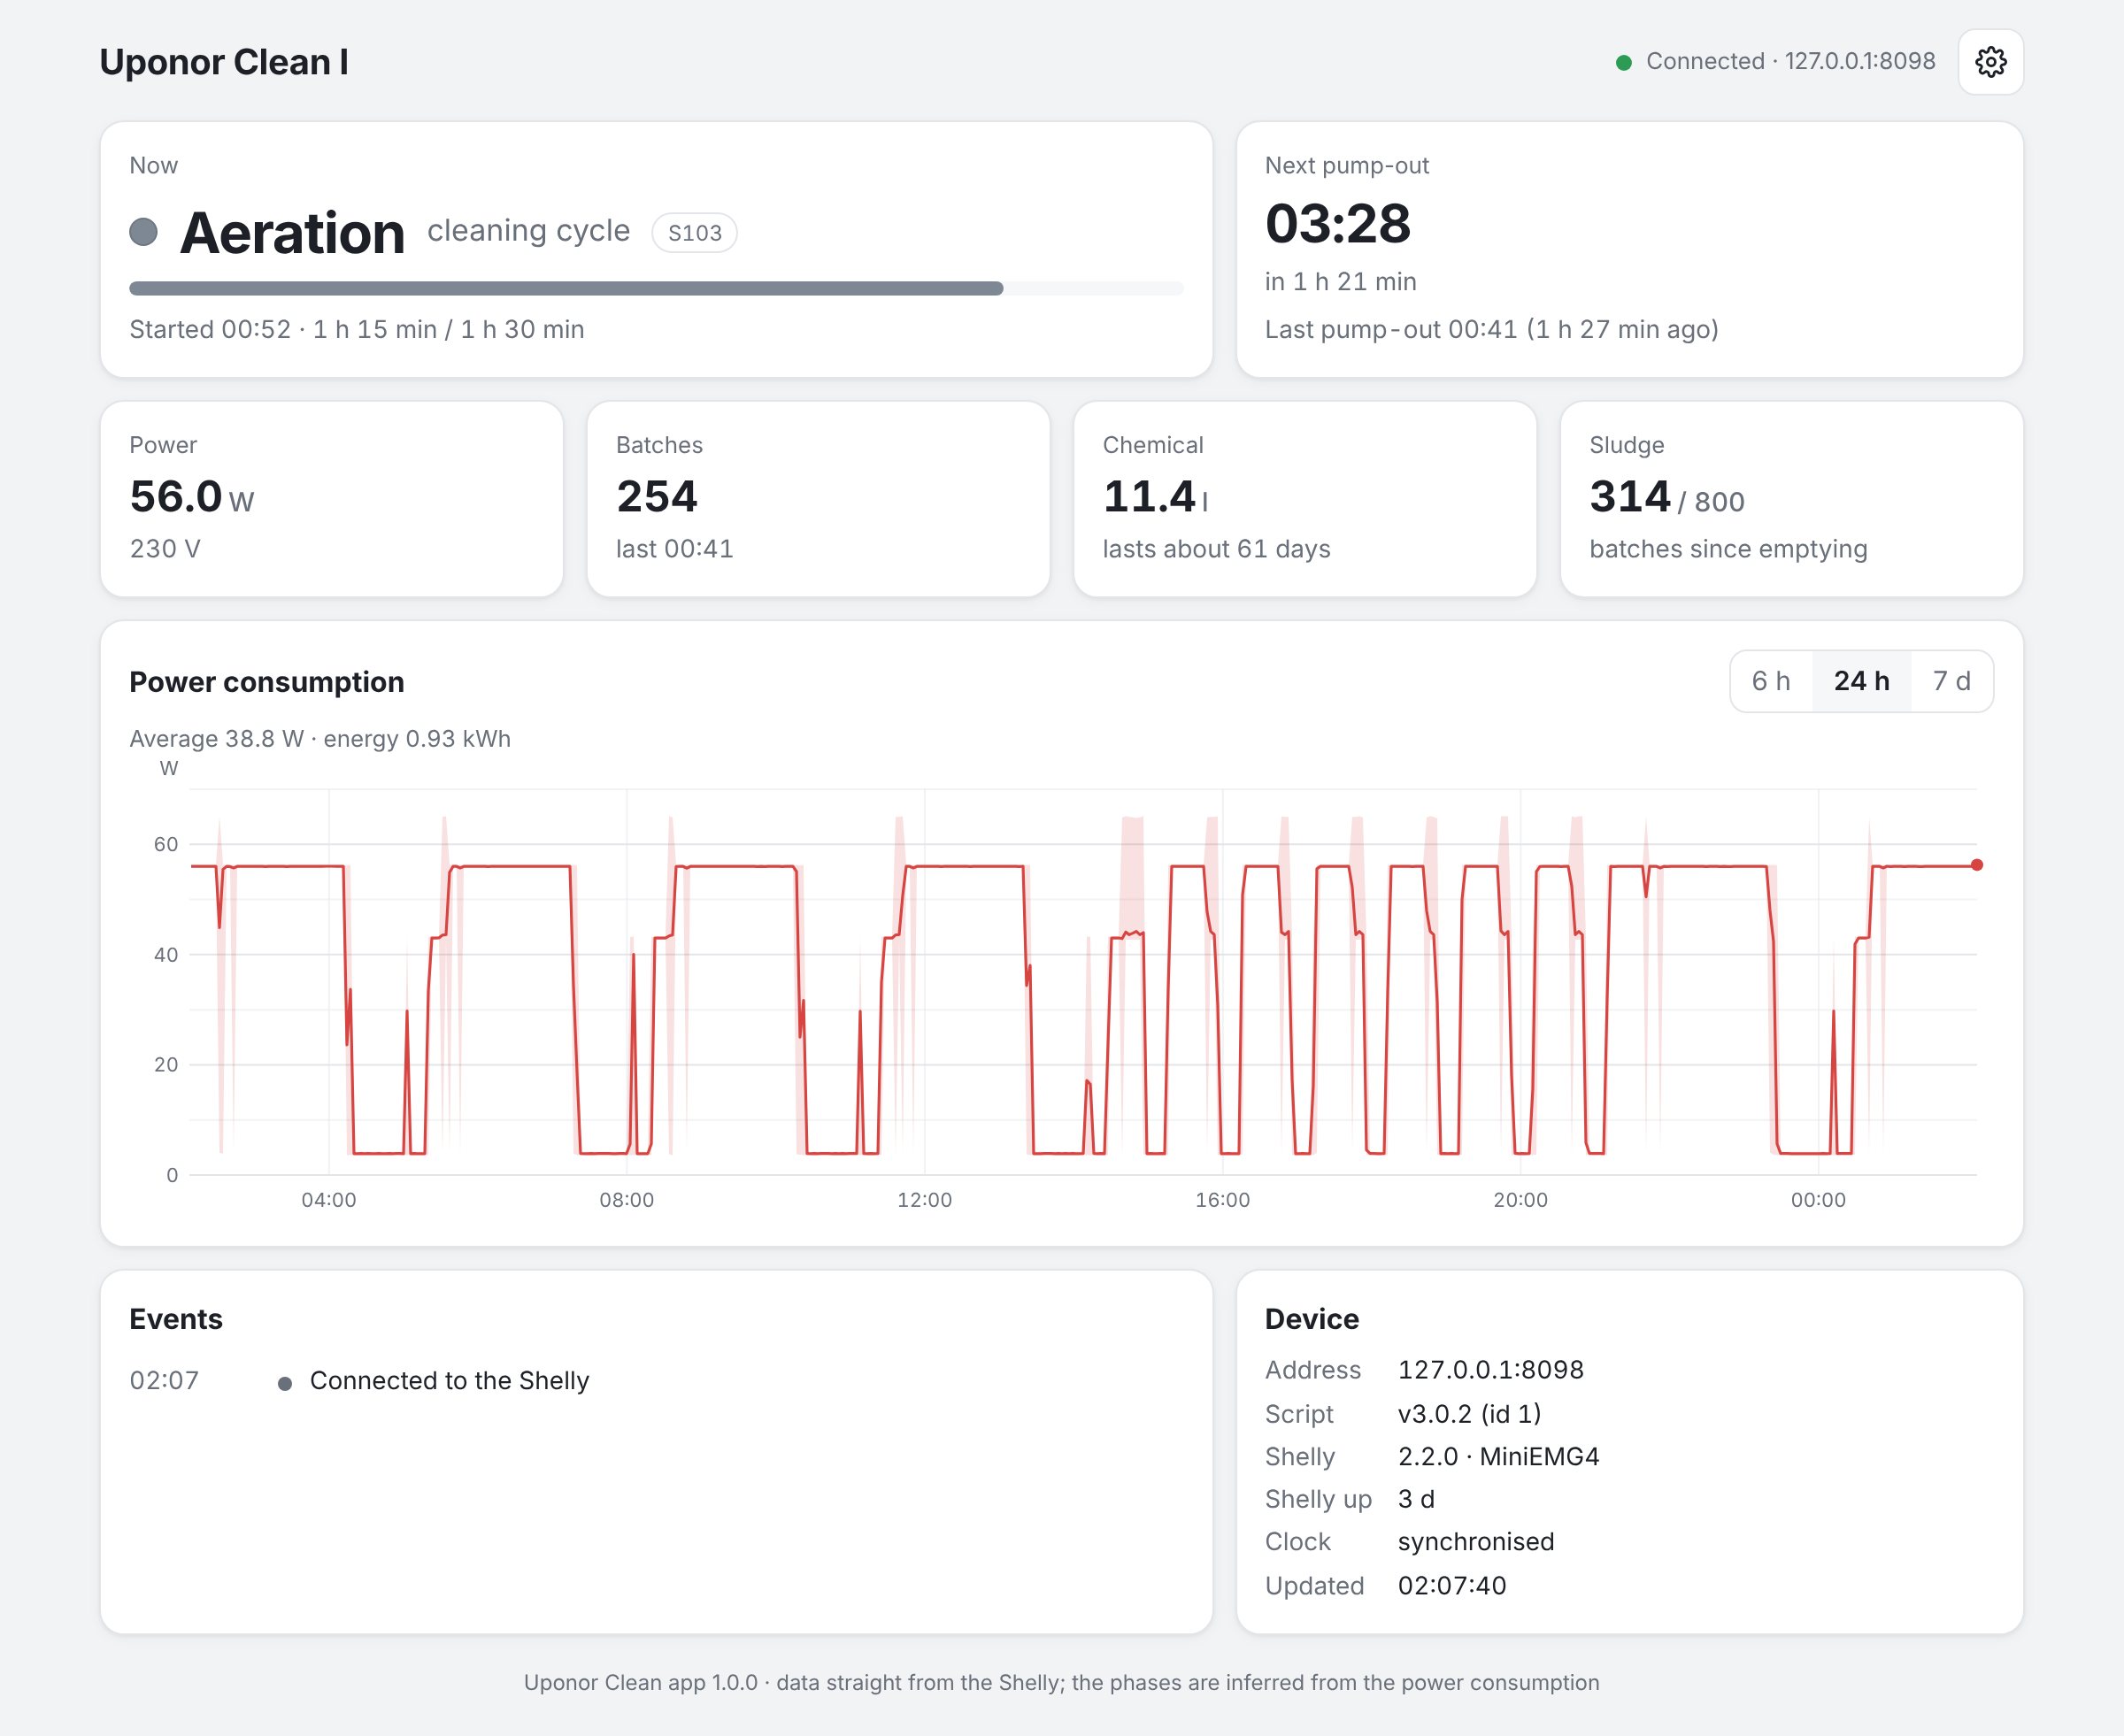 Uponor Clean I
Connected · 127.0.0.1:8098
Now
Aeration cleaning cycle S103
Started 00:52 · 1 h 15 min / 1 h 30 min
Next pump-out
03:28
in 1 h 21 min
Last pump-out 00:41 (1 h 27 min ago)
Power
56.0 W
230 V
Batches
254
last 00:41
Chemical
11.4 l
lasts about 61 days
Sludge
314 / 800
batches since emptying
Power consumption
6 h 24 h 7 d
Average 38.8 W · energy 0.93 kWh
W
60
40
20
0
04:00 08:00 12:00 16:00 20:00 00:00
Events
02:07 Connected to the Shelly
Device
Address 127.0.0.1:8098
Script v3.0.2 (id 1)
Shelly 2.2.0 · MiniEMG4
Shelly up 3 d
Clock synchronised
Updated 02:07:40
Uponor Clean app 1.0.0 · data straight from the Shelly; the phases are inferred from the power consumption